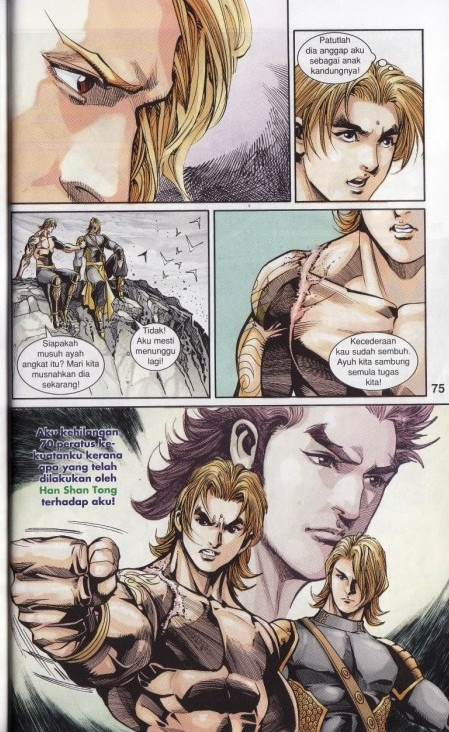 Patutlah
dia anggap aku
sebagai anak
kandungnya!
Siapakah
musuh ayah
angkat itu? Mari kita
musnahkan dia
sekarang!
Tidak!
Aku mesti
menunggu
lagi!
Kecederaan
kau sudah sembuh.
Ayuh kita sambung
semula tugas
kita!
75
Aku kehilangan
70 peratus ke-
kuatanku kerana
apa yang telah
dilakukan oleh
Han Shan Tong
terhadap aku!